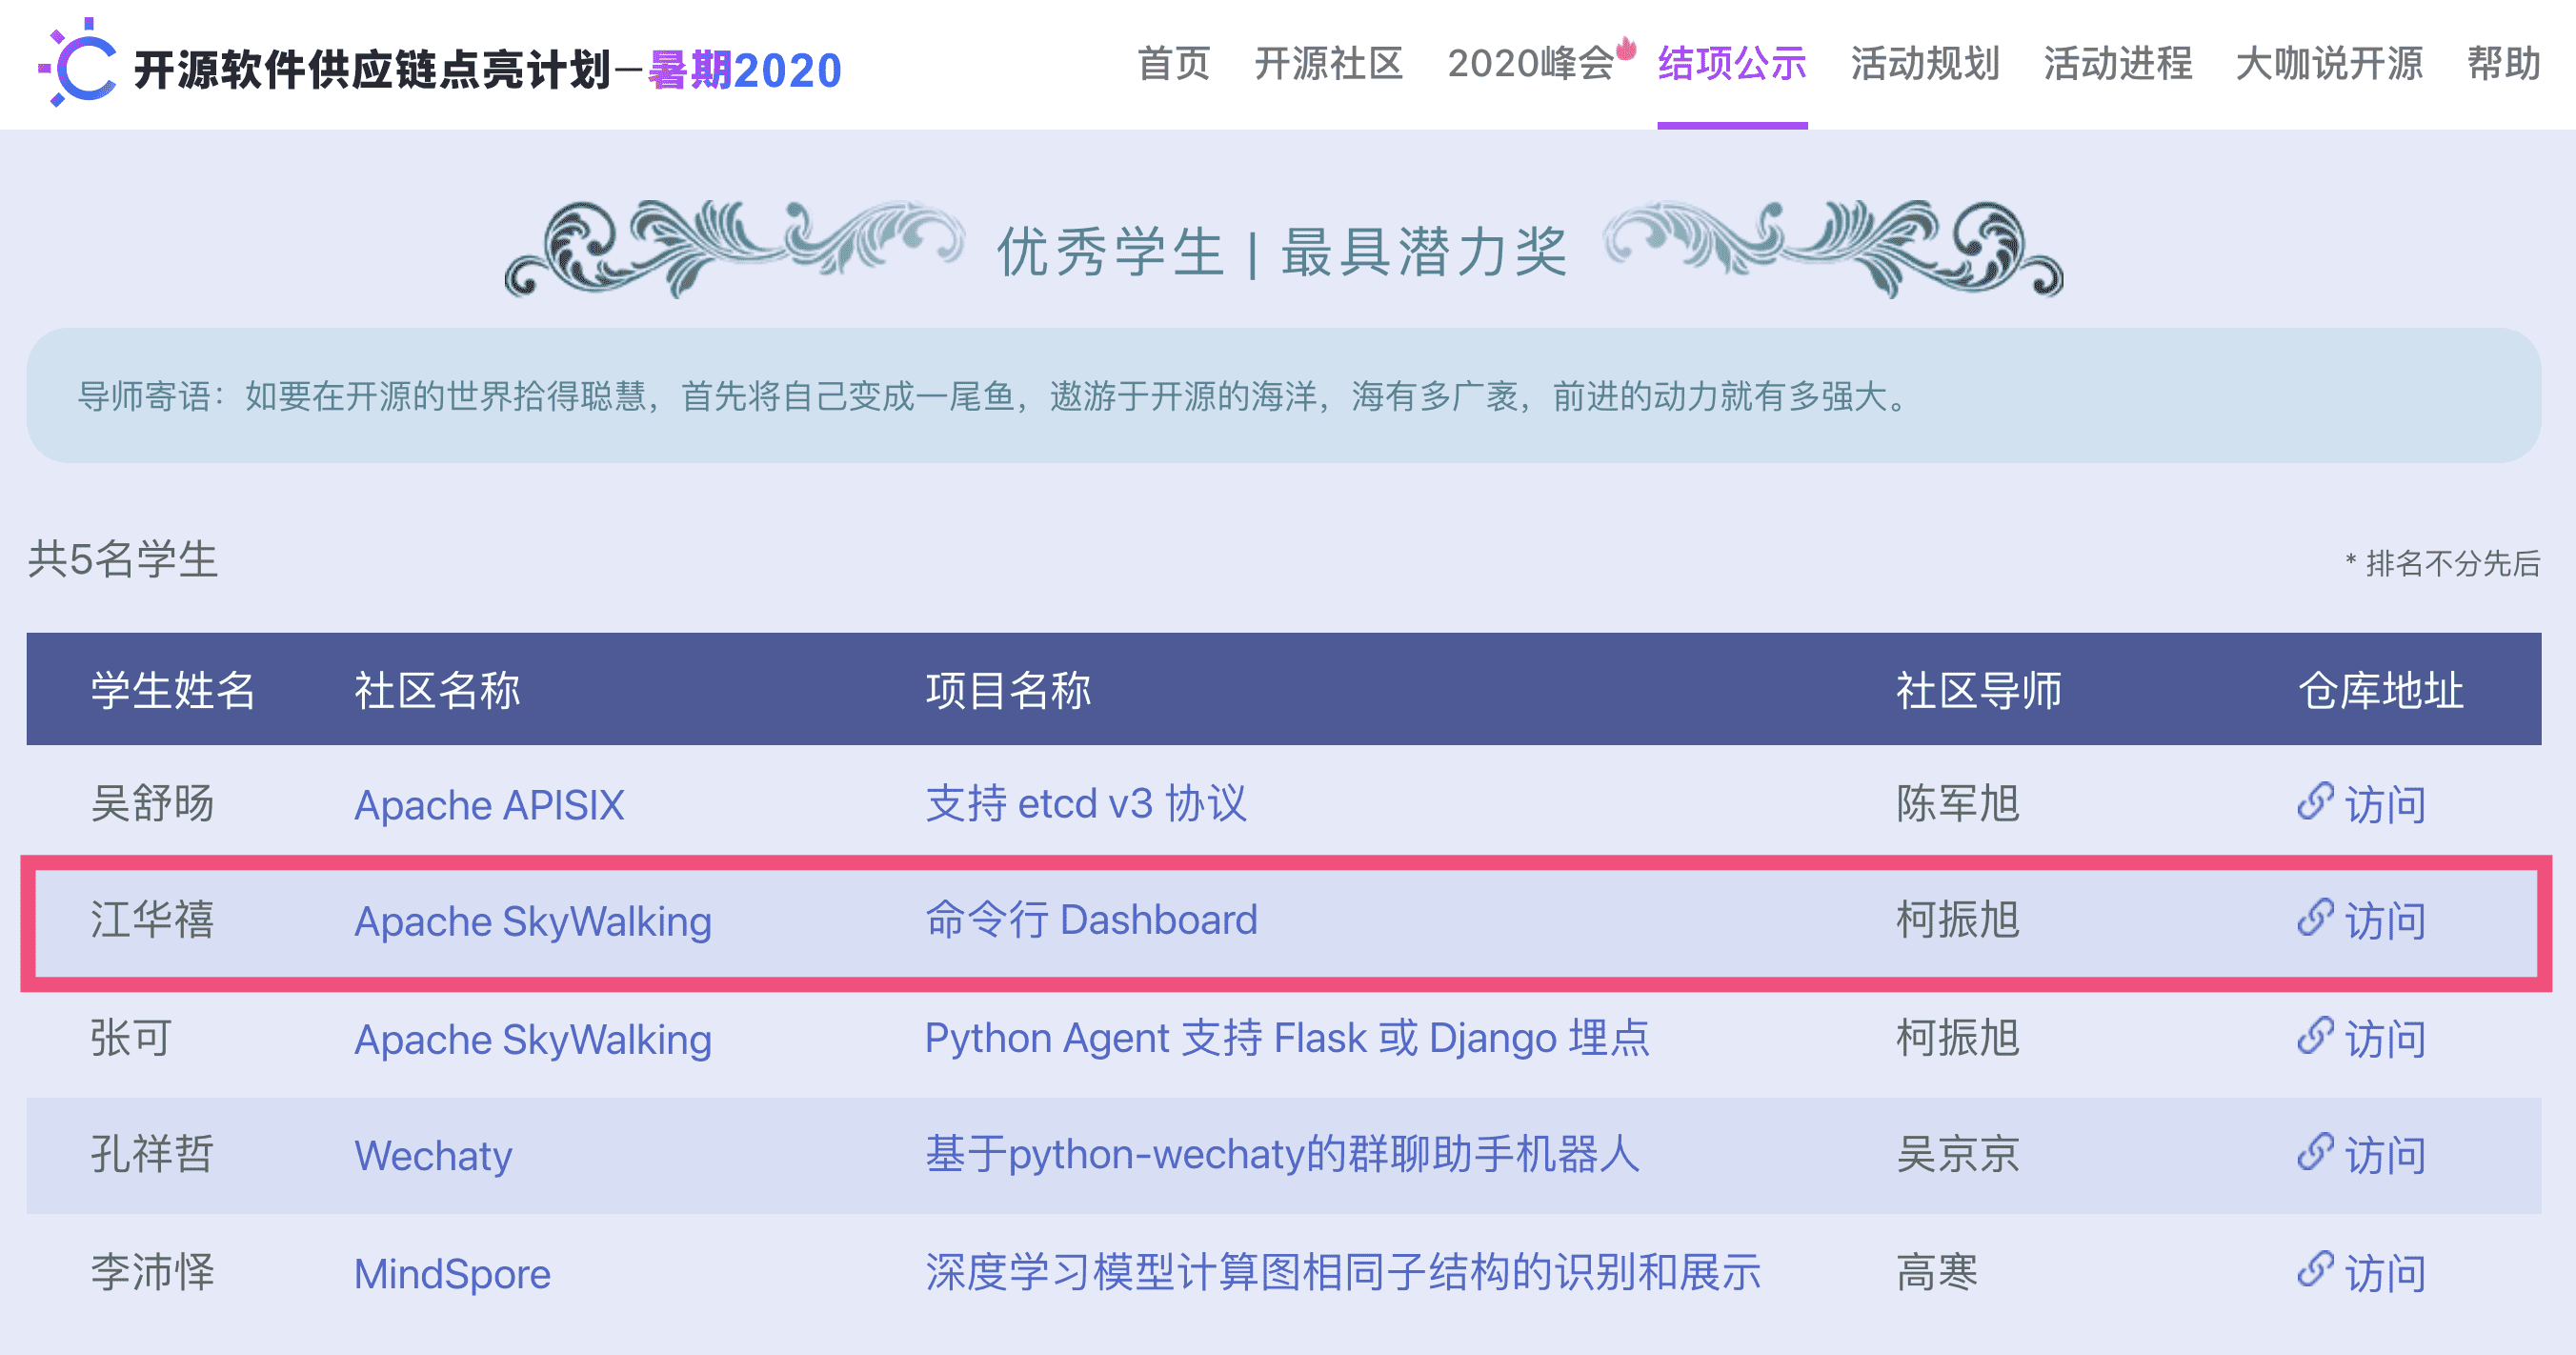 开源软件供应链点亮计划—暑期2020
首页 开源社区 2020峰会 结项公示 活动规划 活动进程 大咖说开源 帮助
优秀学生 | 最具潜力奖
导师寄语：如要在开源的世界拾得聪慧，首先将自己变成一尾鱼，遨游于开源的海洋，海有多广袤，前进的动力就有多强大。
共5名学生
* 排名不分先后
学生姓名 社区名称 项目名称 社区导师 仓库地址
吴舒旸 Apache APISIX 支持 etcd v3 协议 陈军旭 访问
江华禧 Apache SkyWalking 命令行 Dashboard 柯振旭 访问
张可 Apache SkyWalking Python Agent 支持 Flask 或 Django 埋点 柯振旭 访问
孔祥哲 Wechaty 基于python-wechaty的群聊助手机器人 吴京京 访问
李沛怿 MindSpore 深度学习模型计算图相同子结构的识别和展示 高寒 访问